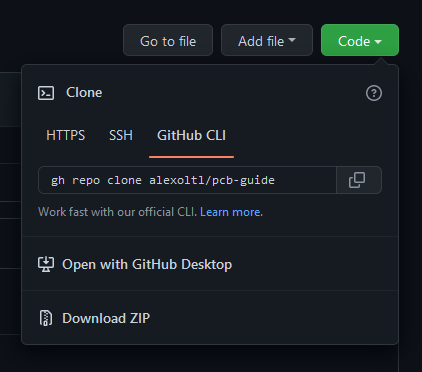 Go to file
Add file
Code
Clone
HTTPS
SSH
GitHub CLI
gh repo clone alexoltl/pcb-guide
Work fast with our official CLI. Learn more.
Open with GitHub Desktop
Download ZIP